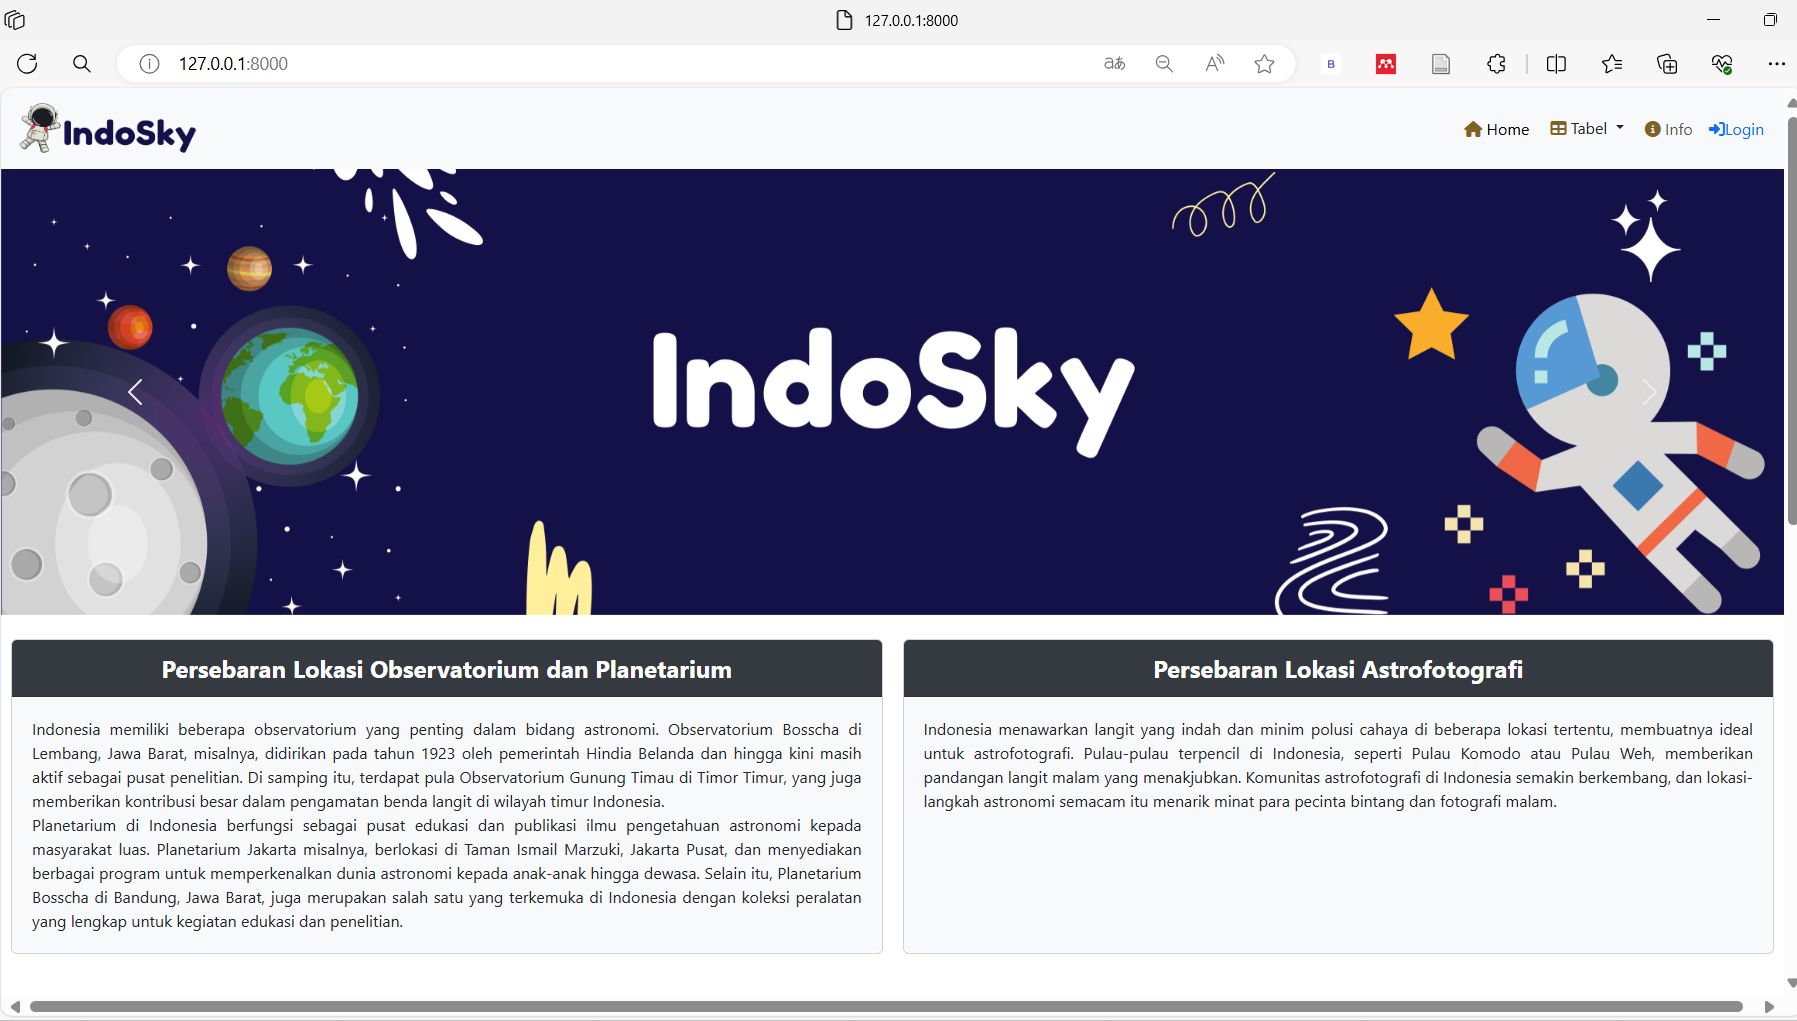 127.0.0.1:8000
127.0.0.1:8000
aあ
A
B
IndoSky
Home
Tabel
Info
Login
IndoSky
Persebaran Lokasi Observatorium dan Planetarium
Indonesia memiliki beberapa observatorium yang penting dalam bidang astronomi. Observatorium Bosscha di
Lembang, Jawa Barat, misalnya, didirikan pada tahun 1923 oleh pemerintah Hindia Belanda dan hingga kini masih
aktif sebagai pusat penelitian. Di samping itu, terdapat pula Observatorium Gunung Timau di Timor Timur, yang juga
memberikan kontribusi besar dalam pengamatan benda langit di wilayah timur Indonesia.
Planetarium di Indonesia berfungsi sebagai pusat edukasi dan publikasi ilmu pengetahuan astronomi kepada
masyarakat luas. Planetarium Jakarta misalnya, berlokasi di Taman Ismail Marzuki, Jakarta Pusat, dan menyediakan
berbagai program untuk memperkenalkan dunia astronomi kepada anak-anak hingga dewasa. Selain itu, Planetarium
Bosscha di Bandung, Jawa Barat, juga merupakan salah satu yang terkemuka di Indonesia dengan koleksi peralatan
yang lengkap untuk kegiatan edukasi dan penelitian.
Persebaran Lokasi Astrofotografi
Indonesia menawarkan langit yang indah dan minim polusi cahaya di beberapa lokasi tertentu, membuatnya ideal
untuk astrofotografi. Pulau-pulau terpencil di Indonesia, seperti Pulau Komodo atau Pulau Weh, memberikan
pandangan langit malam yang menakjubkan. Komunitas astrofotografi di Indonesia semakin berkembang, dan lokasi-
langkah astronomi semacam itu menarik minat para pecinta bintang dan fotografi malam.